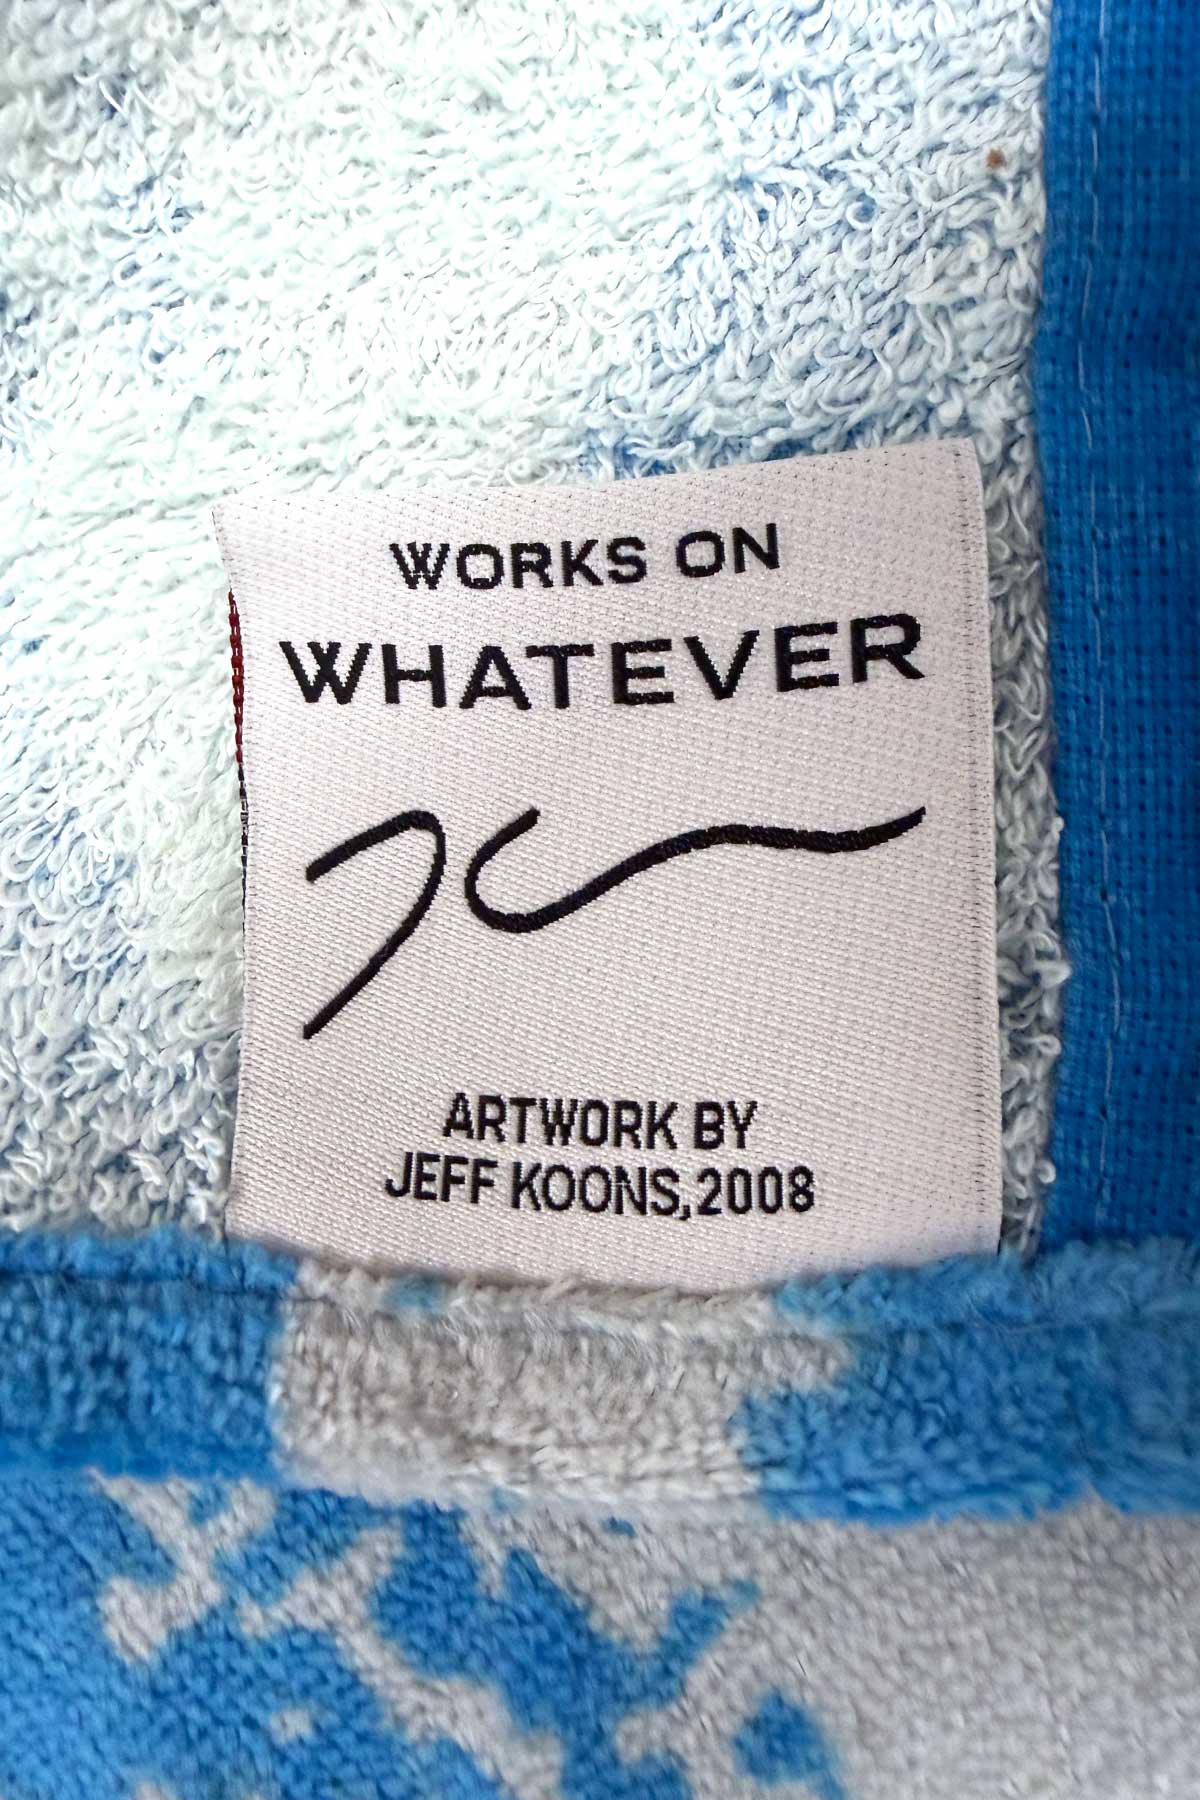 WORKS ON
WHATEVER
ARTWORK BY
JEFF KOONS,2008